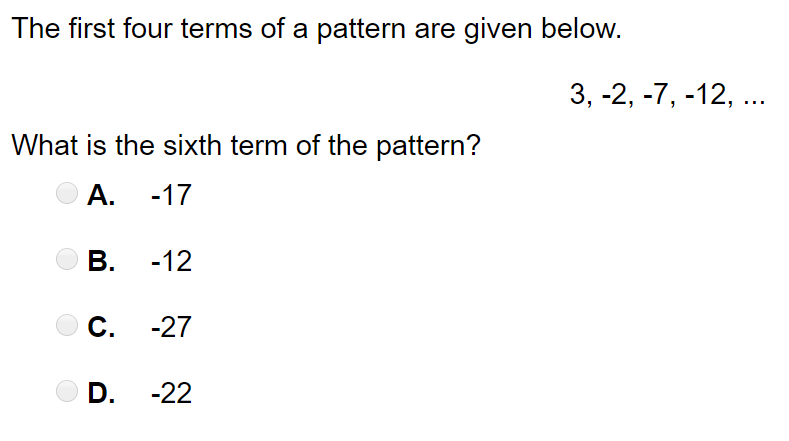 The first four terms of a pattern are given below.
3, -2, -7, -12, ...
What is the sixth term of the pattern?
A. -17
B. -12
C. -27
D. -22